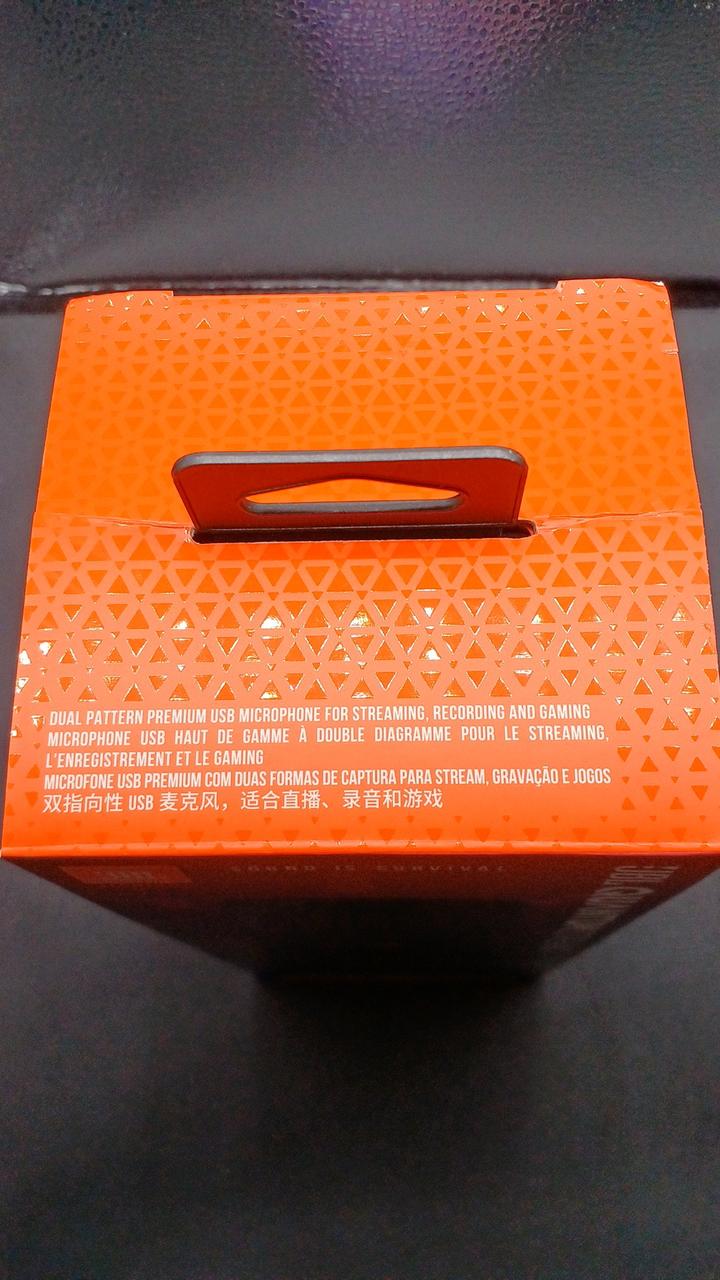 DUAL PATTERN PREMIUM USB MICROPHONE FOR STREAMING, RECORDING AND GAMING
MICROPHONE USB HAUT DE GAMME À DOUBLE DIAGRAMME POUR LE STREAMING,
L'ENREGISTREMENT ET LE GAMING
MICROFONE USB PREMIUM COM DUAS FORMAS DE CAPTURA PARA STREAM, GRAVAÇÃO E JOGOS
双指向性 USB 麦克风，适合直播、录音和游戏
SOUND IS SURVIVAL